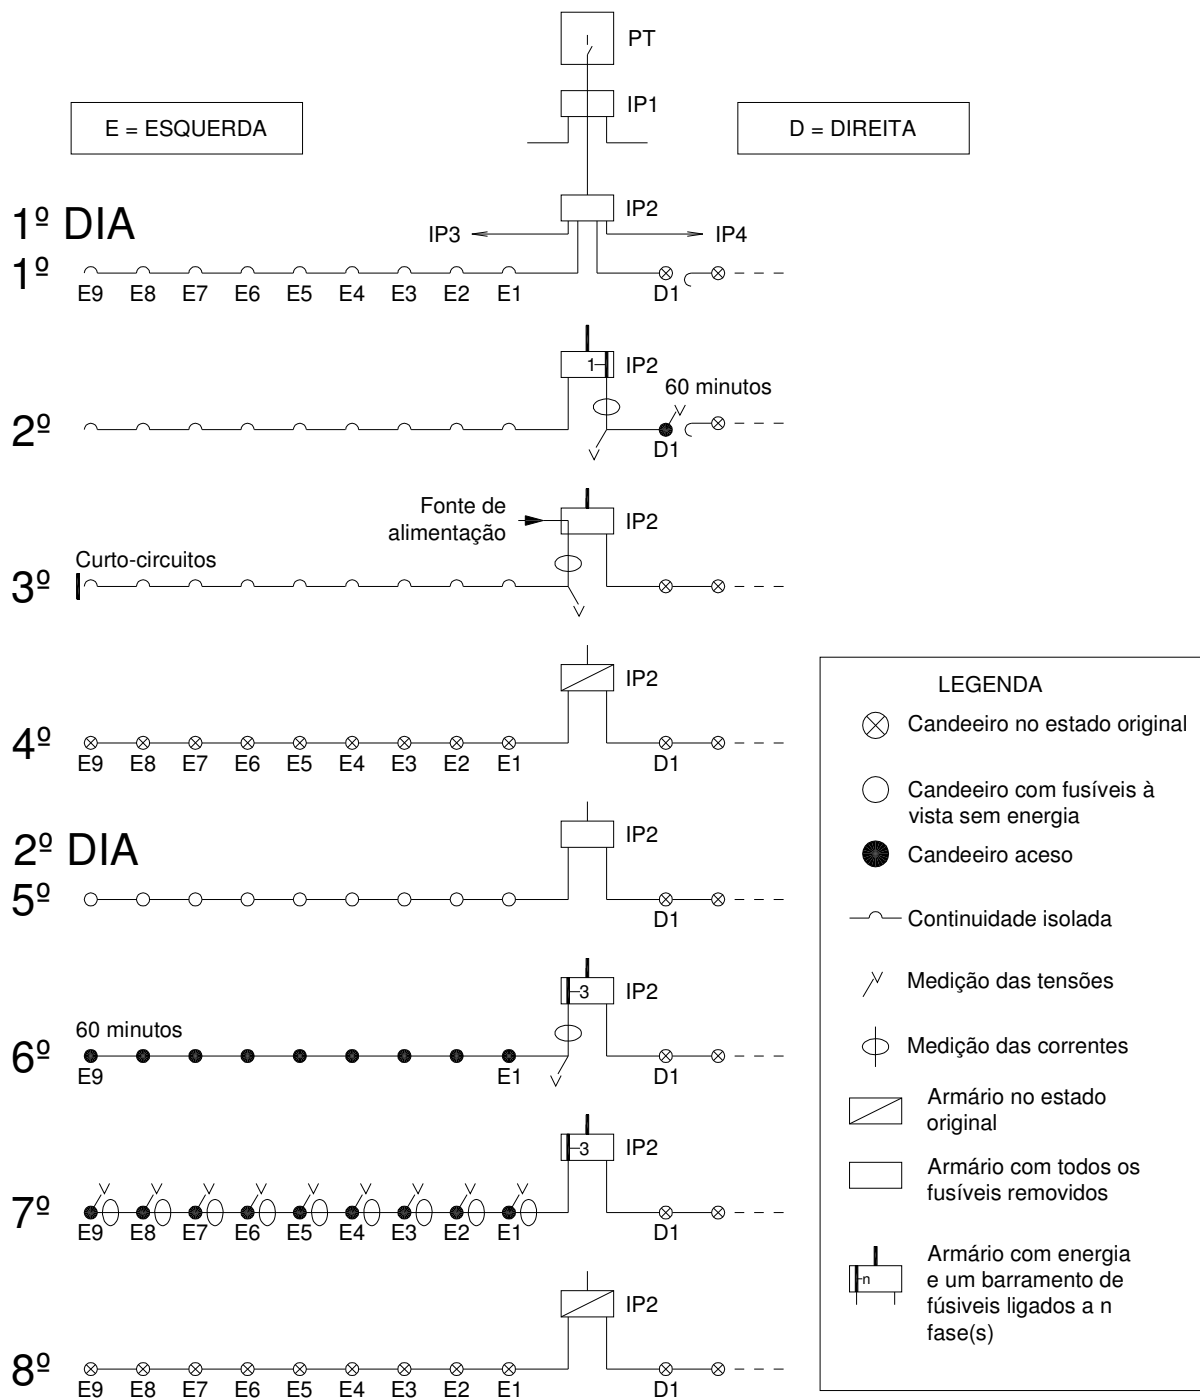 PT
IP1
E = ESQUERDA
D = DIREITA
IP2
1º DIA
IP3
IP4
1º
E9 E8 E7 E6 E5 E4 E3 E2 E1 D1
1 IP2
60 minutos
2º
D1
Fonte de
alimentação
IP2
Curto-circuitos
3º
IP2
4º
E9 E8 E7 E6 E5 E4 E3 E2 E1 D1
IP2
2º DIA
5º
D1
3 IP2
60 minutos
6º
E9 E1 D1
3 IP2
7º
E9 E8 E7 E6 E5 E4 E3 E2 E1 D1
IP2
8º
E9 E8 E7 E6 E5 E4 E3 E2 E1 D1
LEGENDA
Candeeiro no estado original
Candeeiro com fusíveis à
vista sem energia
Candeeiro aceso
Continuidade isolada
Medição das tensões
Medição das correntes
Armário no estado
original
Armário com todos os
fusíveis removidos
n
Armário com energia
e um barramento de
fúsiveis ligados a n
fase(s)